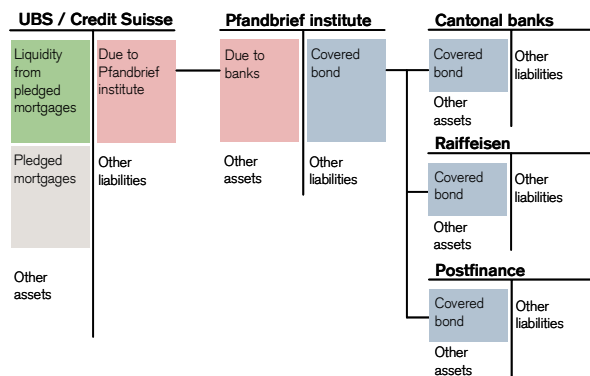 UBS / Credit Suisse
Liquidity
from
pledged
mortgages
Due to
Pfandbrief
institute
Pledged
mortgages
Other
liabilities
Other
assets
Pfandbrief institute
Due to
banks
Covered
bond
Other
assets
Other
liabilities
Cantonal banks
Covered
bond
Other
liabilities
Other
assets
Raiffeisen
Covered
bond
Other
liabilities
Other
assets
Postfinance
Covered
bond
Other
liabilities
Other
assets